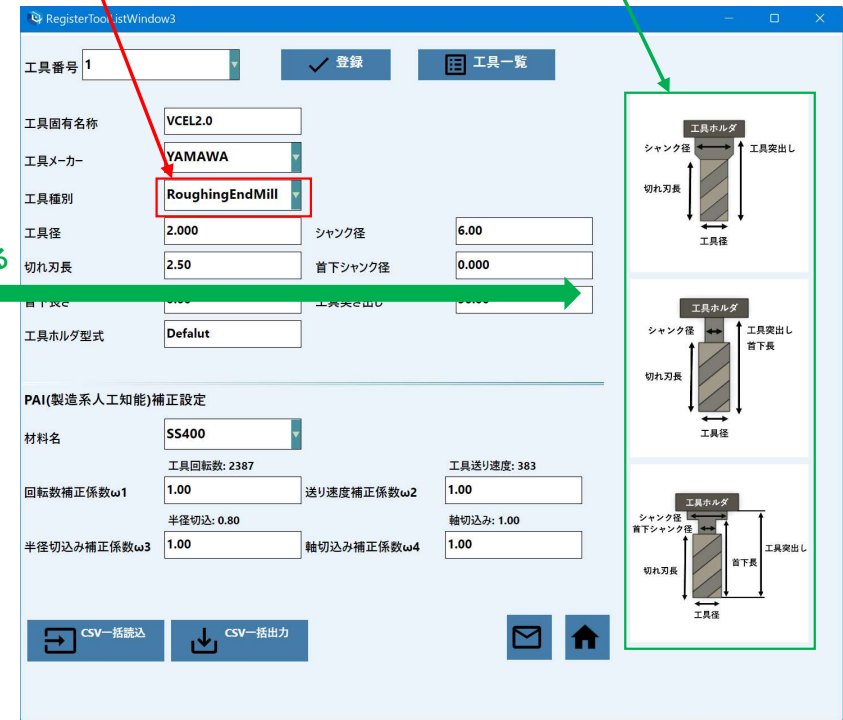 RegisterToolListWindow3
工具番号 1
登録
工具一覧
工具固有名称 VCEL2.0
工具メーカー YAMAWA
工具種別 RoughingEndMill
工具径 2.000 シャンク径 6.00
る
切れ刃長 2.50 首下シャンク径 0.000
工具ホルダ型式 Defalut
PAI(製造系人工知能)補正設定
材料名 SS400
工具回転数: 2387 工具送り速度: 383
回転数補正係数ω1 1.00 送り速度補正係数ω2 1.00
半径切込: 0.80 軸切込み: 1.00
半径切込み補正係数ω3 1.00 軸切込み補正係数ω4 1.00
CSV一括読込
CSV一括出力
工具ホルダ
シャンク径
工具突出し
切れ刃長
工具径
工具ホルダ
シャンク径
工具突出し
首下長
切れ刃長
工具径
工具ホルダ
シャンク径
首下シャンク径
工具突出し
首下長
切れ刃長
工具径